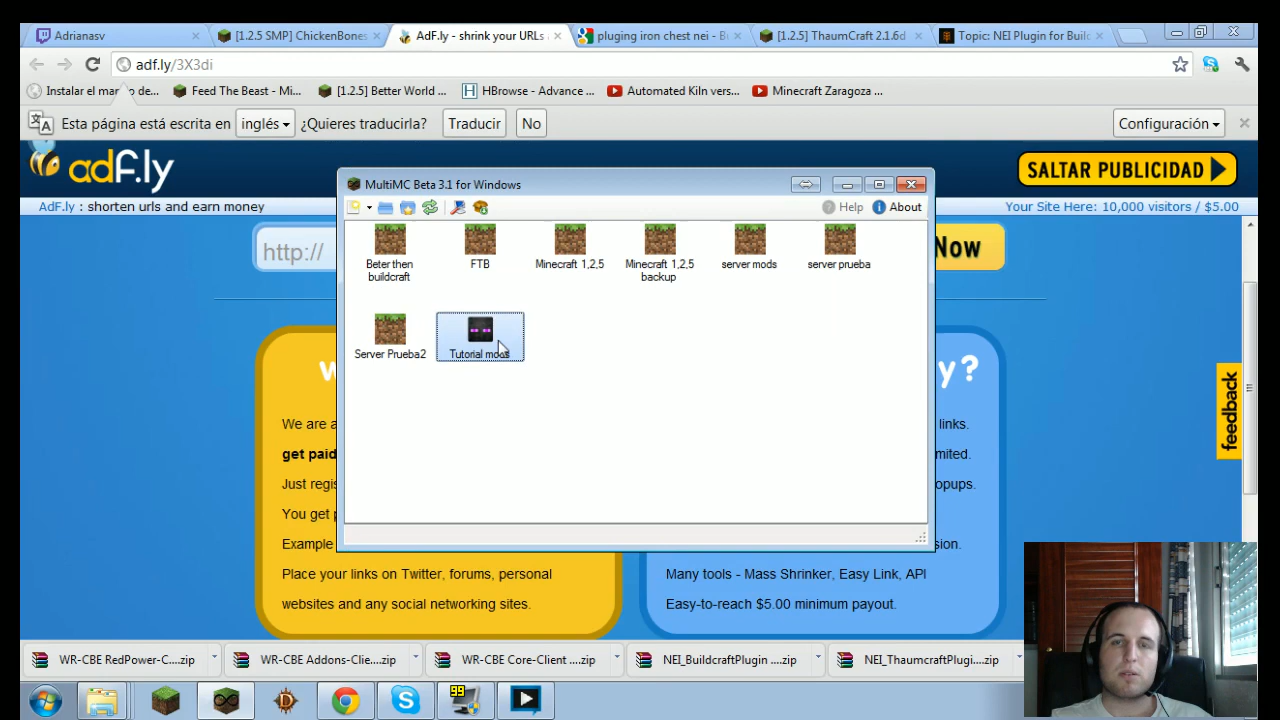 Adrianasv
[1.2.5 SMP] ChickenBones
AdF.ly - shrink your URLs
pluging iron chest nei - Bu
[1.2.5] ThaumCraft 2.1.6d
Topic: NEI Plugin for Build
adf.ly/3X3di
Instalar el mar o de...
Feed The Beast - Mi...
[1.2.5] Better World ...
HBrowse - Advance ...
Automated Kiln vers...
Minecraft Zaragoza ...
Esta página está escrita en inglés ¿Quieres traducirla? Traducir No Configuración
adf.ly
SALTAR PUBLICIDAD
AdF.ly : shorten urls and earn money
Your Site Here: 10,000 visitors / $5.00
http://
Now
MultiMC Beta 3.1 for Windows
Help About
Beter then
buildcraft
FTB
Minecraft 1,2,5
Minecraft 1,2,5
backup
server mods
server prueba
Server Prueba2
Tutorial mods
y?
feedback
We are a
get paid
Just regis
You get p
Example
Place your links on Twitter, forums, personal
websites and any social networking sites.
links.
mited.
opups.
sion.
Many tools - Mass Shrinker, Easy Link, API
Easy-to-reach $5.00 minimum payout.
WR-CBE RedPower-C....zip
WR-CBE Addons-Clie....zip
WR-CBE Core-Client ....zip
NEI_BuildcraftPlugin ....zip
NEI_ThaumcraftPlugi....zip
99